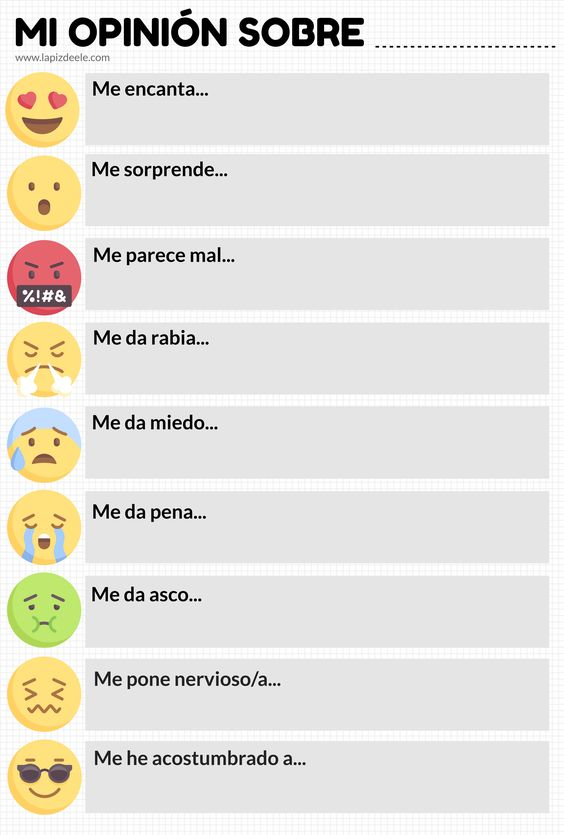 MI OPINIÓN SOBRE
www.lapizdeele.com
Me encanta...
Me sorprende...
Me parece mal...
%!#&
Me da rabia...
Me da miedo...
Me da pena...
Me da asco...
Me pone nervioso/a...
Me he acostumbrado a...